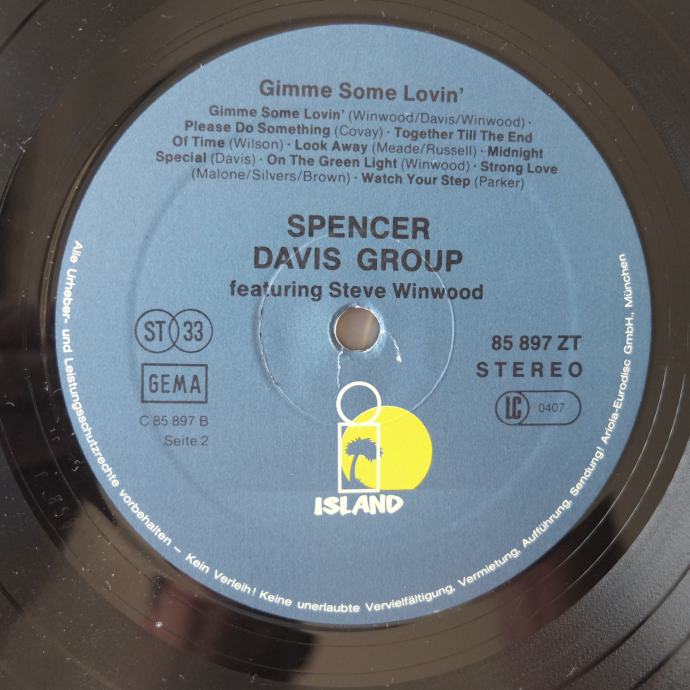 Gimme Some Lovin'
Gimme Some Lovin' (Winwood/Davis/Winwood) ·
Please Do Something (Covay) · Together Till The End
Of Time (Wilson) · Look Away (Meade/Russell) · Midnight
Special (Davis) · On The Green Light (Winwood) · Strong Love
(Malone/Silvers/Brown) · Watch Your Step (Parker)
SPENCER
DAVIS GROUP
featuring Steve Winwood
ST 33
85 897 ZT
STEREO
GEMA
LC 0407
C 85 897 B
Seite 2
ISLAND
Alle Urheber- und Leistungsschutzrechte vorbehalten – Kein Verleih! Keine unerlaubte Vervielfältigung, Vermietung, Aufführung, Sendung! Ariola-Eurodisc GmbH., München